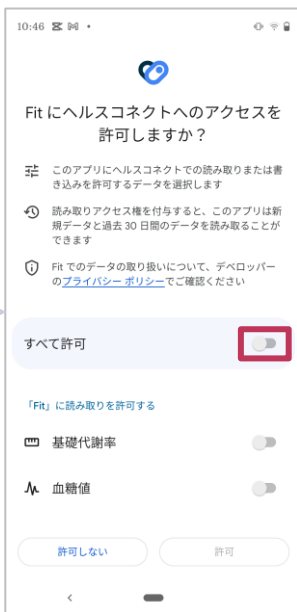 10:46
Fit にヘルスコネクトへのアクセスを
許可しますか？
このアプリにヘルスコネクトでの読み取りまたは書
き込みを許可するデータを選択します
読み取りアクセス権を付与すると、このアプリは新
規データと過去 30 日間のデータを読み取ることが
できます
Fit でのデータの取り扱いについて、デベロッパー
のプライバシー ポリシーでご確認ください
すべて許可
「Fit」に読み取りを許可する
基礎代謝率
血糖値
許可しない
許可